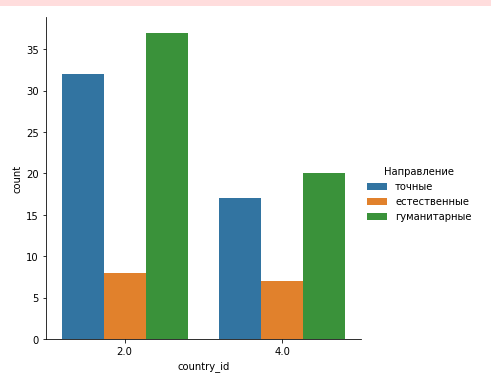 35
30
25
20
15
10
5
0
count
2.0
4.0
country_id
Направление
точные
естественные
гуманитарные